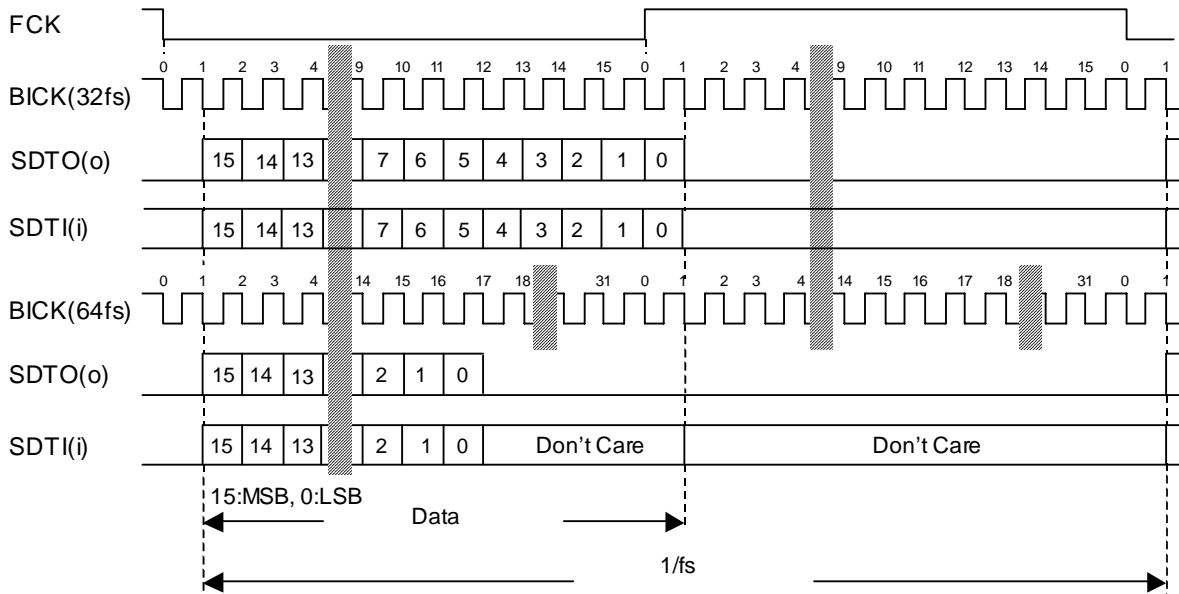 FCK
0 1 2 3 4 9 10 11 12 13 14 15 0 1 2 3 4 9 10 11 12 13 14 15 0 1
BICK(32fs)
SDTO(o) 15 14 13 7 6 5 4 3 2 1 0
SDTI(i) 15 14 13 7 6 5 4 3 2 1 0
0 1 2 3 4 14 15 16 17 18 31 0 1 2 3 4 14 15 16 17 18 31 0 1
BICK(64fs)
SDTO(o) 15 14 13 2 1 0
SDTI(i) 15 14 13 2 1 0 Don't Care Don't Care
15:MSB, 0:LSB
Data
1/fs